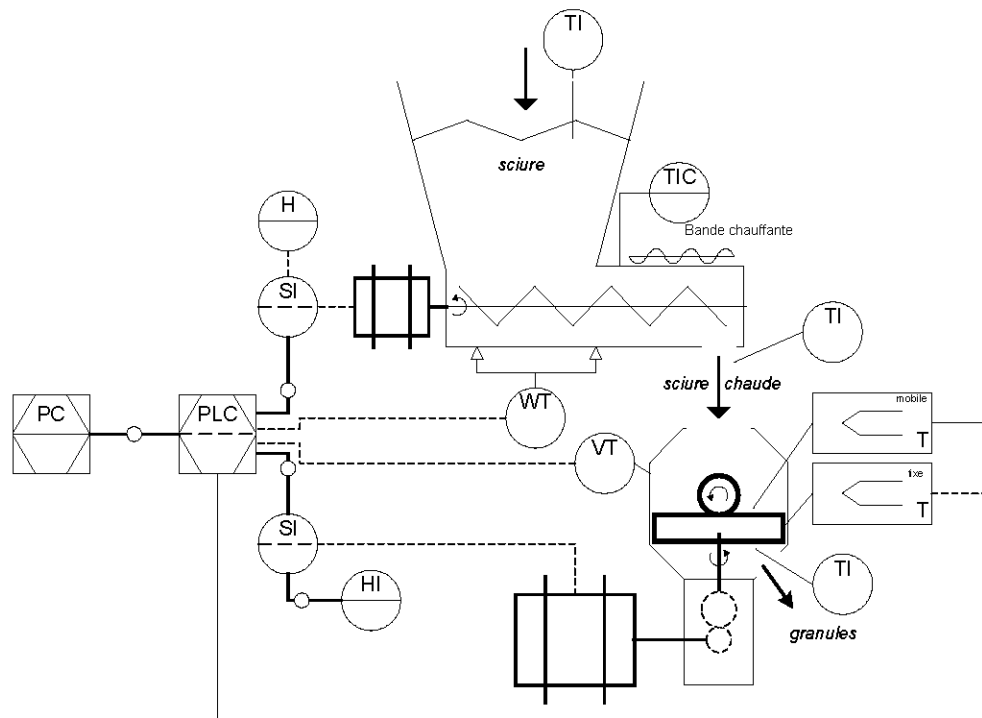 TI
sciure
TIC
H
Bande chauffante
SI
TI
sciure chaude
PC
PLC
WT
mobile
T
VT
fixe
T
SI
TI
HI
granules